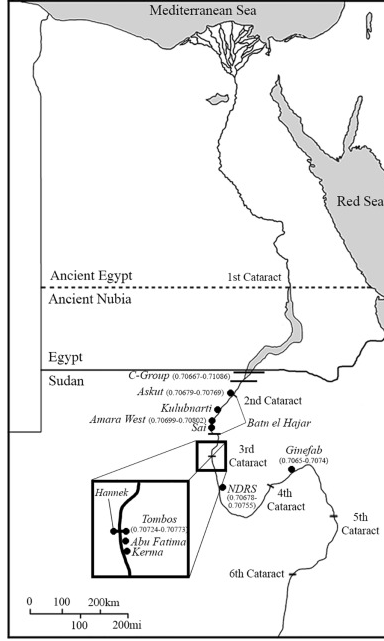 Mediterranean Sea
Red Sea
1st Cataract
Ancient Egypt
Ancient Nubia
Egypt
Sudan
C-Group (0.70667-0.71086)
Askut (0.70679-0.70769)
2nd Cataract
Kulubnarti
Amara West (0.70699-0.70802)
Sai
Batn el Hajar
3rd
Cataract
Ginefab
(0.7065-0.7074)
NDRS
(0.70678-
0.70755)
4th
Cataract
Hannek
Tombos
(0.70724-0.70773)
Abu Fatima
Kerma
5th
Cataract
6th Cataract
0 100 200km
0 100 200mi